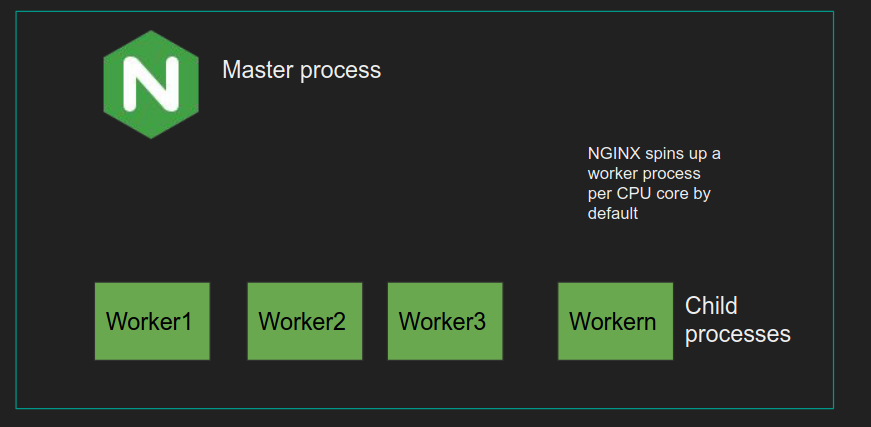 N
Master process
NGINX spins up a
worker process
per CPU core by
default
Worker1
Worker2
Worker3
Workern
Child
processes